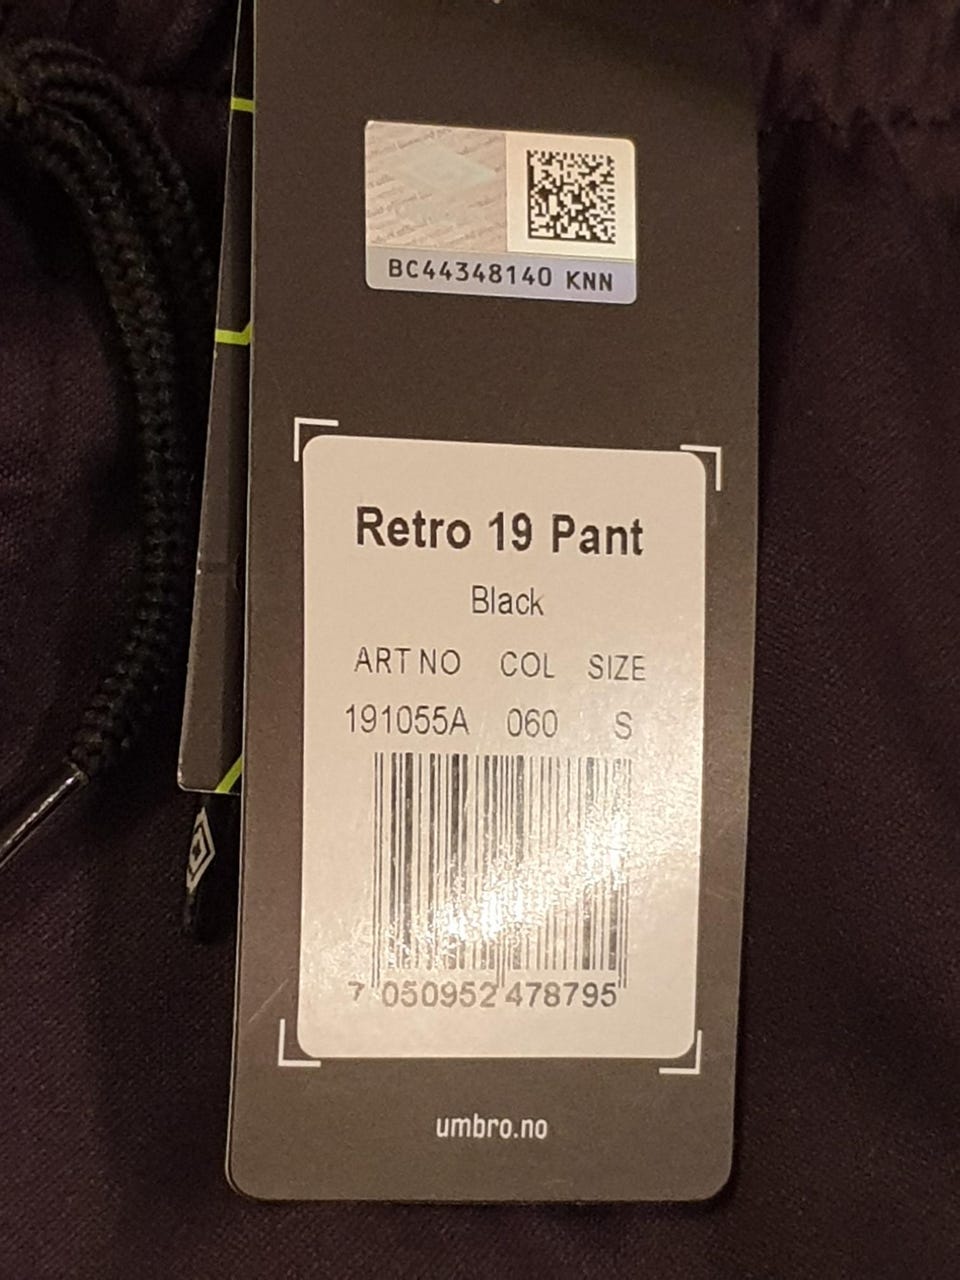 BC44348140 KNN
Retro 19 Pant
Black
ART NO COL SIZE
191055A 060 S
7 050952 478795
umbro.no